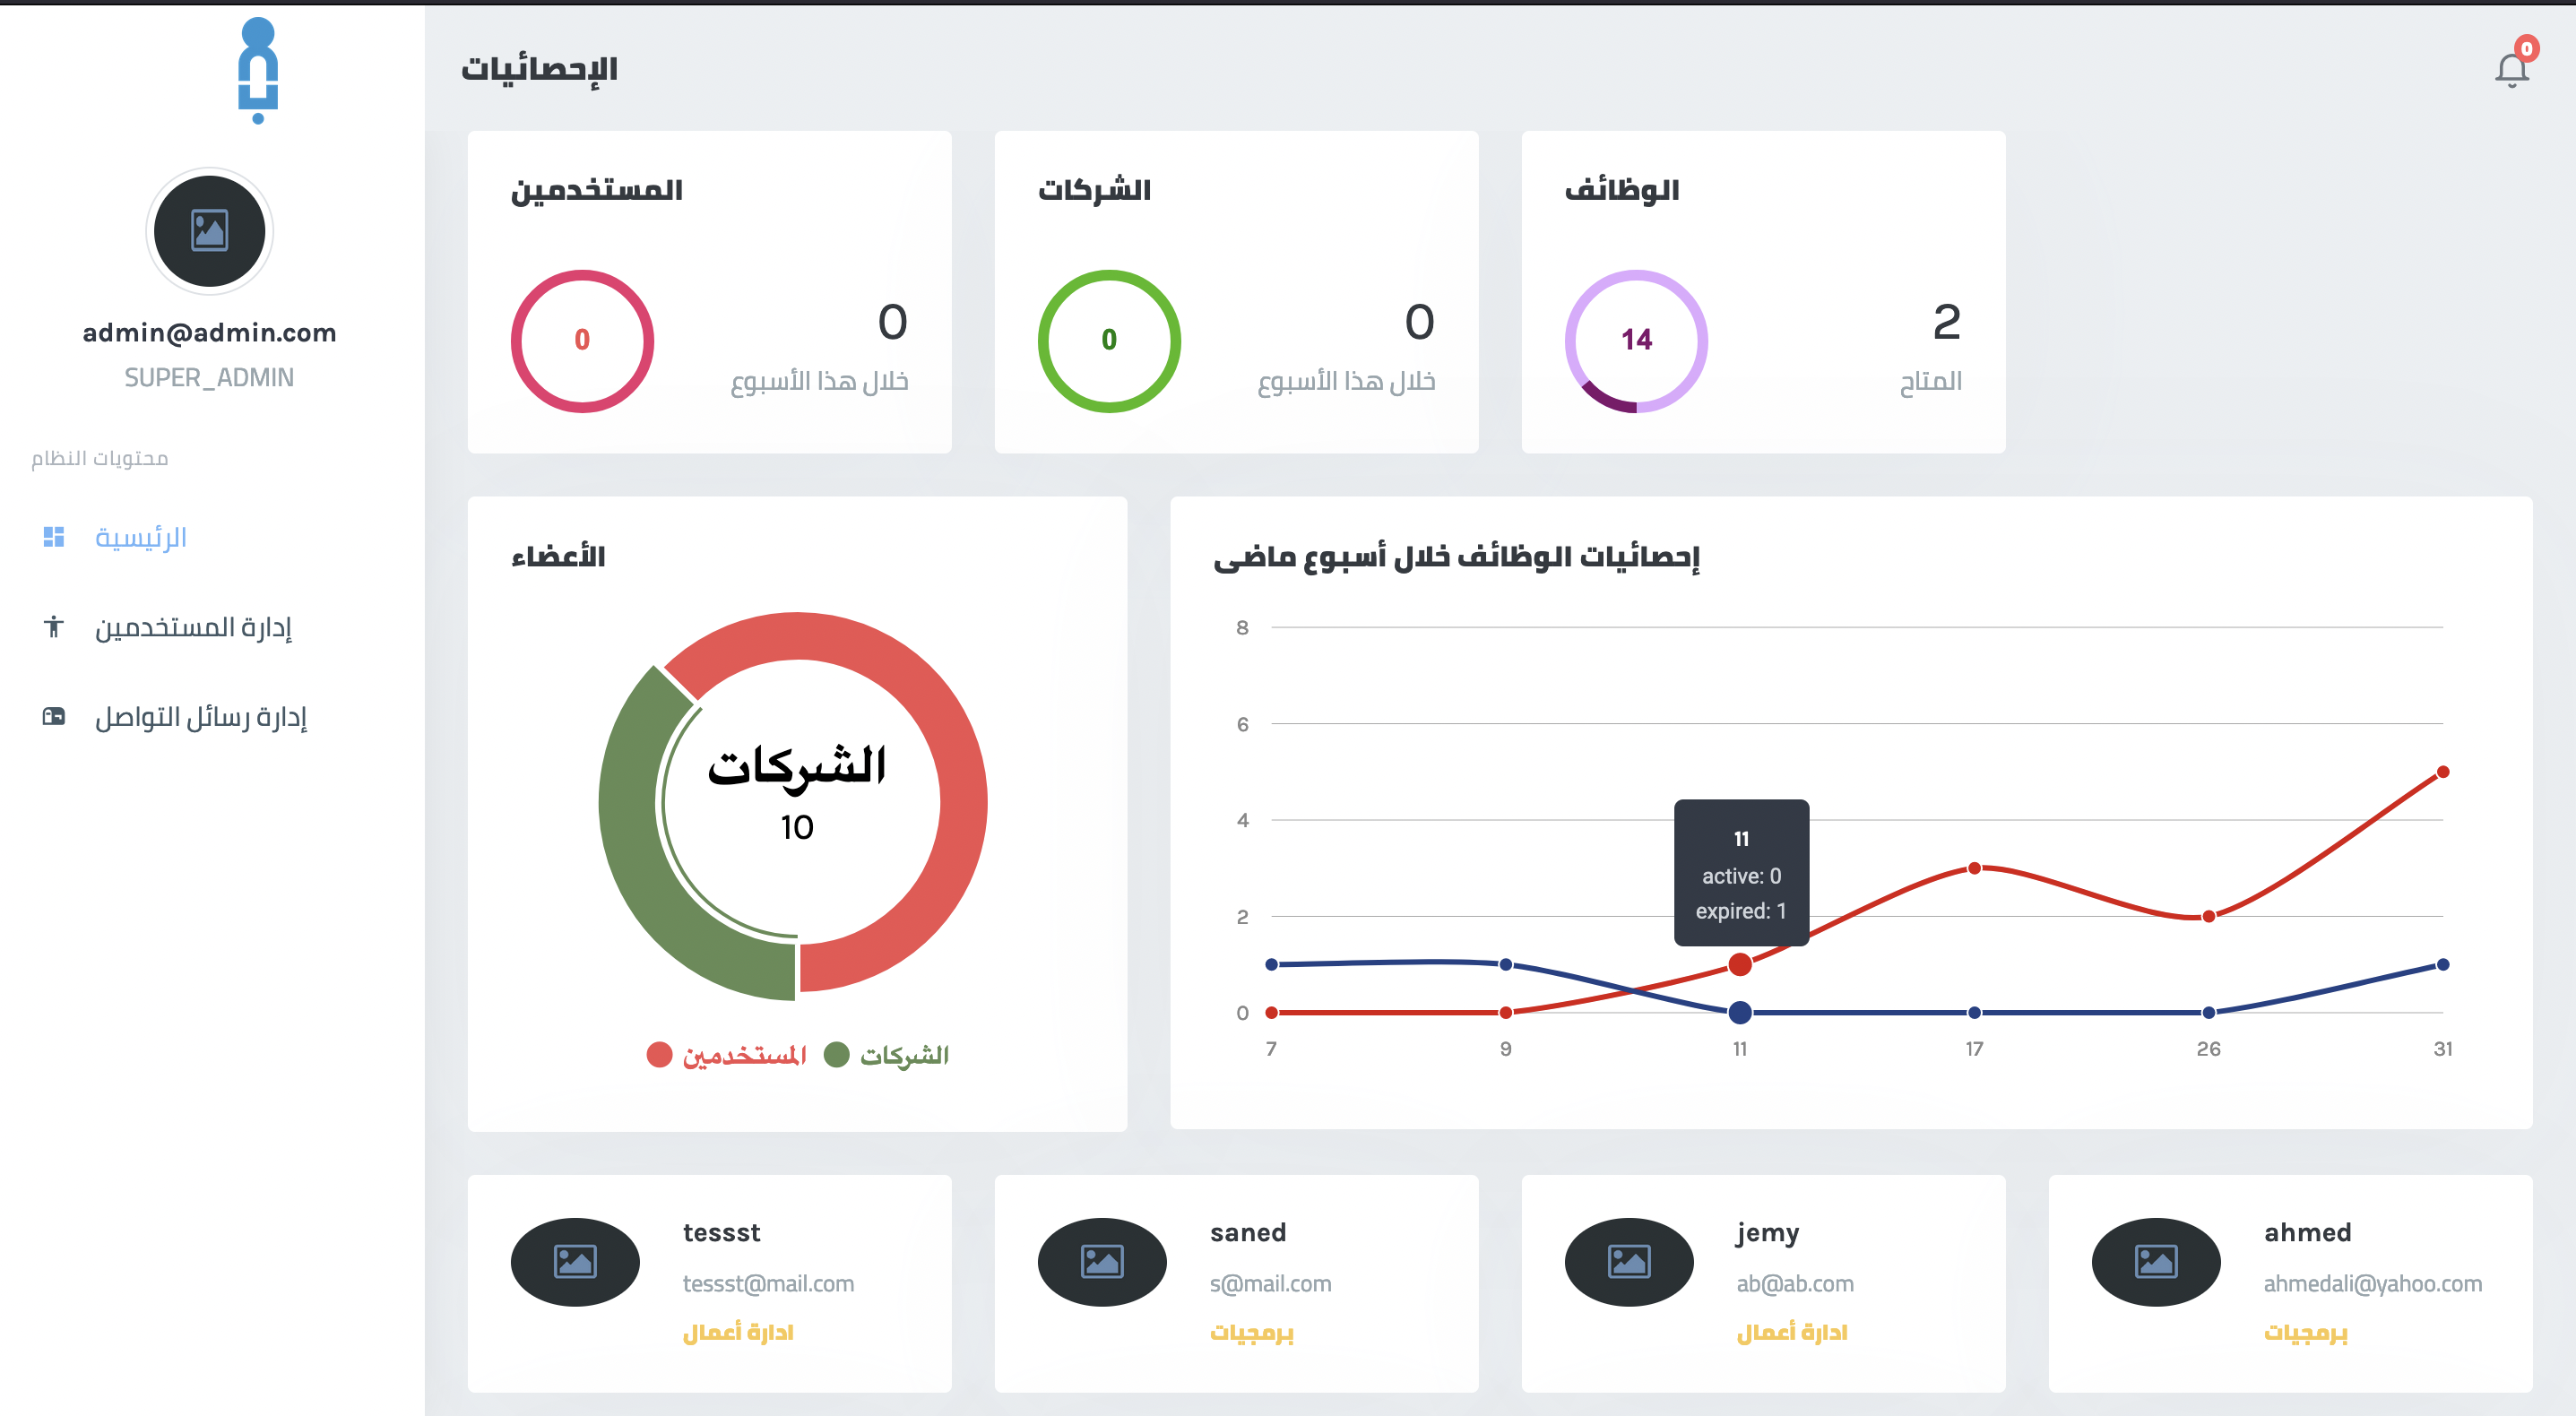 admin@admin.com
SUPER_ADMIN
محتويات النظام
الرئيسية
إدارة المستخدمين
إدارة رسائل التواصل
الإحصائيات
0
المستخدمين
0
0
خلال هذا الأسبوع
الشركات
0
0
خلال هذا الأسبوع
الوظائف
14
2
المتاح
الأعضاء
الشركات
10
المستخدمين الشركات
إحصائيات الوظائف خلال أسبوع ماضى
8
6
4
2
0
11
active: 0
expired: 1
7 9 11 17 26 31
tessst
tessst@mail.com
ادارة أعمال
saned
s@mail.com
برمجيات
jemy
ab@ab.com
ادارة أعمال
ahmed
ahmedali@yahoo.com
برمجيات